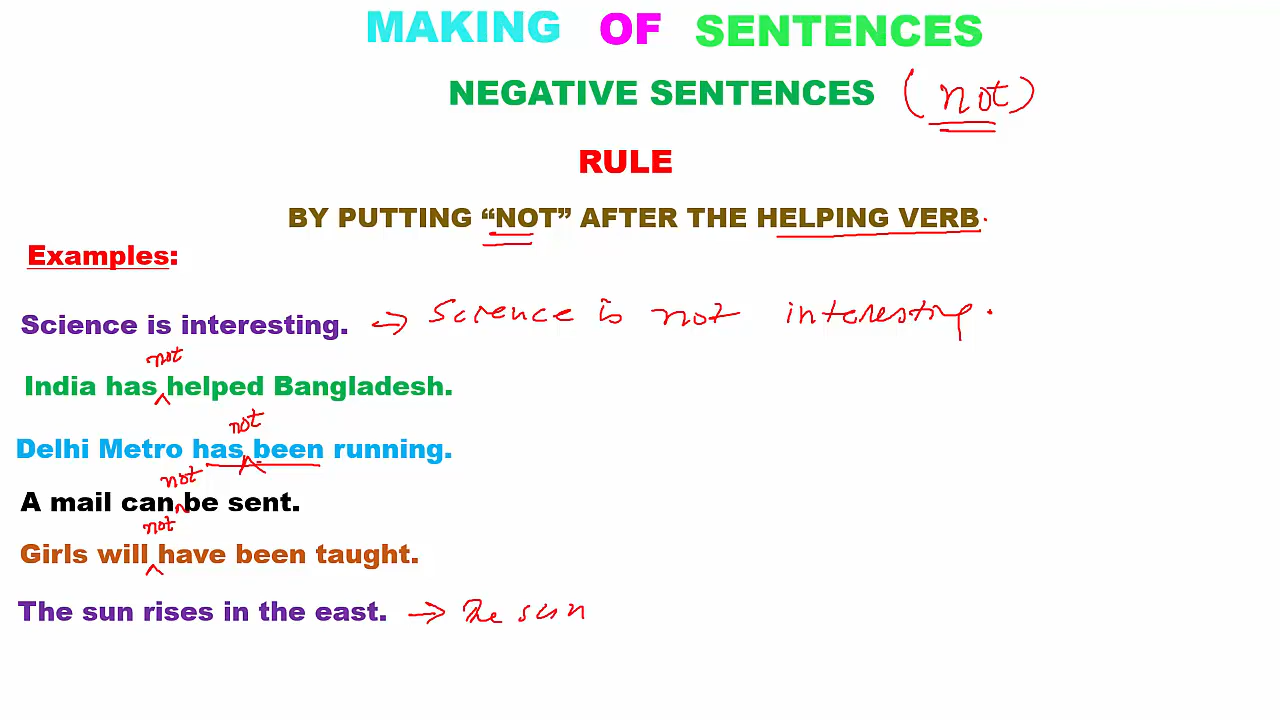 MAKING OF SENTENCES
NEGATIVE SENTENCES (not)
RULE
BY PUTTING “NOT” AFTER THE HELPING VERB.
Examples:
Science is interesting. → Science is not interesting.
not
India has ^ helped Bangladesh.
not
Delhi Metro has ^ been running.
not
A mail can ^ be sent.
not
Girls will ^ have been taught.
The sun rises in the east. → The sun